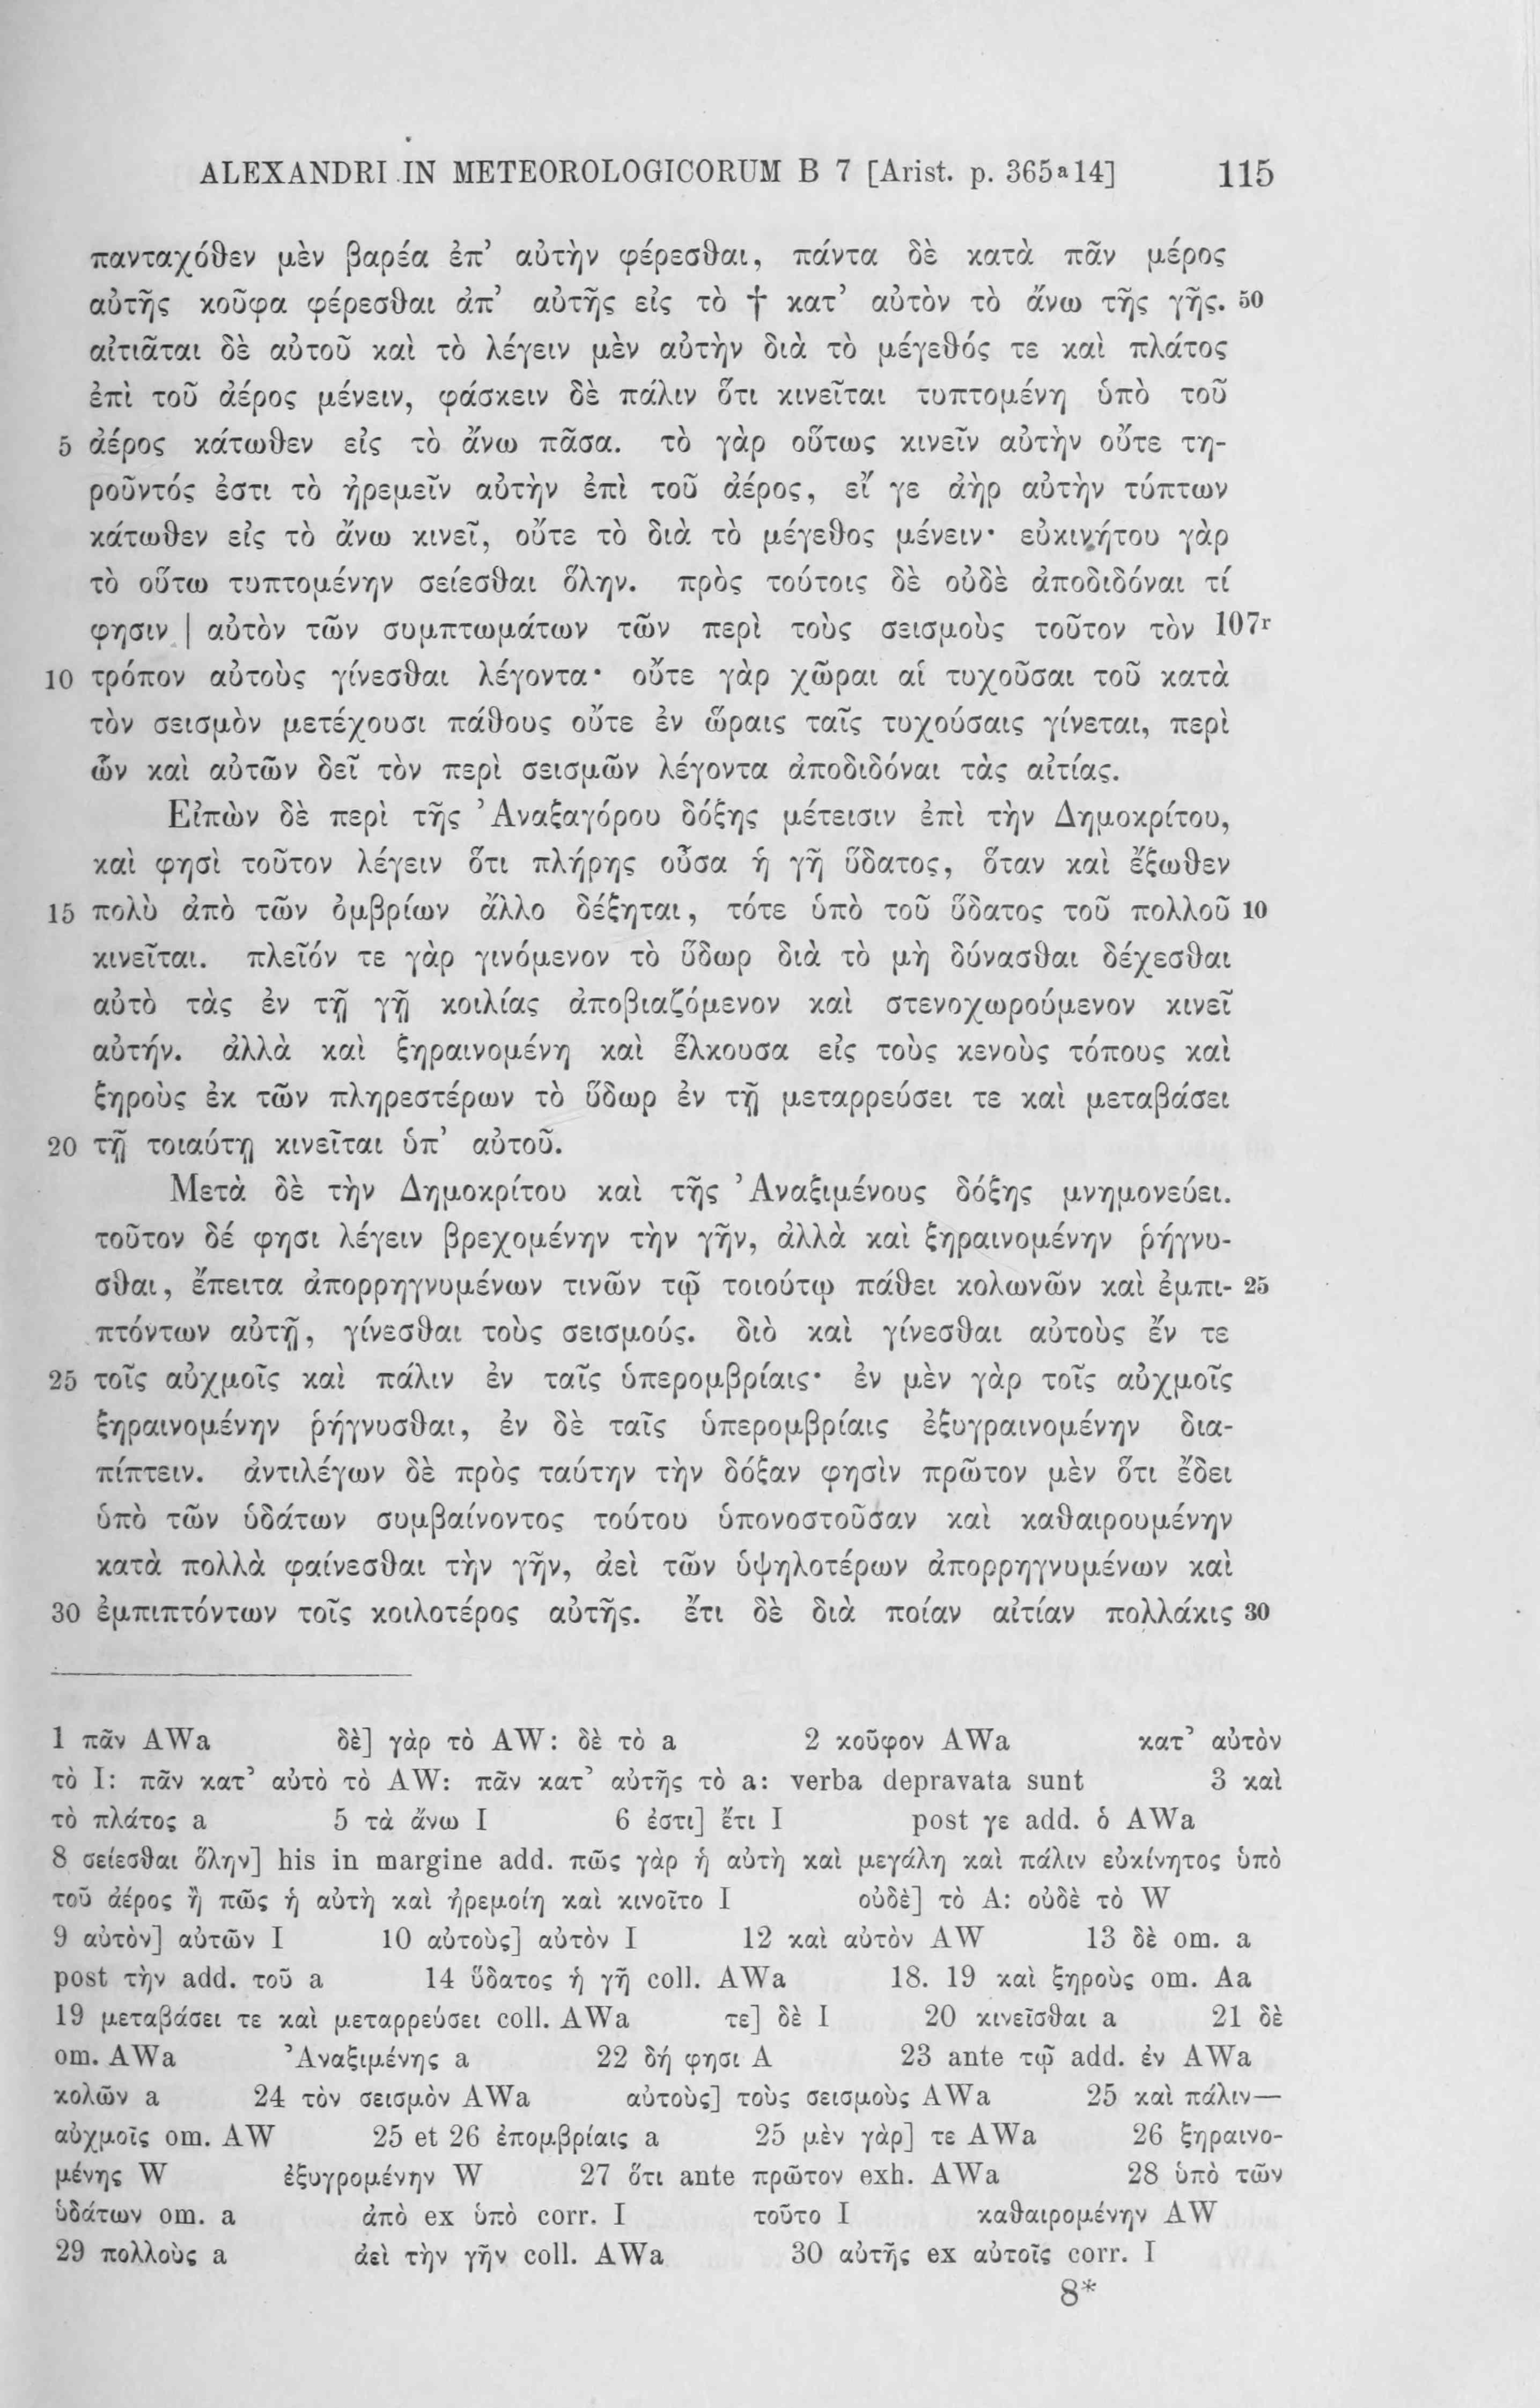 ALEXANDRI IN METEOROLOGICORUM B 7 [Arist. p. 365a14] 115
πανταχόθεν μὲν βαρέα ἐπ’ αὐτὴν φέρεσθαι, πάντα δὲ κατὰ πᾶν μέρος
αὐτῆς κοῦφα φέρεσθαι ἀπ’ αὐτῆς εἰς τὸ † κατ’ αὐτὸν τὸ ἄνω τῆς γῆς. 50
αἰτιᾶται δὲ αὐτοῦ καὶ τὸ λέγειν μὲν αὐτὴν διὰ τὸ μέγεθός τε καὶ πλάτος
ἐπὶ τοῦ ἀέρος μένειν, φάσκειν δὲ πάλιν ὅτι κινεῖται τυπτομένη ὑπὸ τοῦ
5 ἀέρος κάτωθεν εἰς τὸ ἄνω πᾶσα. τὸ γὰρ οὕτως κινεῖν αὐτὴν οὔτε τη-
ροῦντός ἐστι τὸ ἠρεμεῖν αὐτὴν ἐπὶ τοῦ ἀέρος, εἴ γε ἀὴρ αὐτὴν τύπτων
κάτωθεν εἰς τὸ ἄνω κινεῖ, οὔτε τὸ διὰ τὸ μέγεθος μένειν· εὐκινήτου γὰρ
τὸ οὕτω τυπτομένην σείεσθαι ὅλην. πρὸς τούτοις δὲ οὐδὲ ἀποδιδόναι τί
φησιν | αὐτὸν τῶν συμπτωμάτων τῶν περὶ τοὺς σεισμοὺς τοῦτον τὸν 107r
10 τρόπον αὐτοὺς γίνεσθαι λέγοντα· οὔτε γὰρ χῶραι αἱ τυχοῦσαι τοῦ κατὰ
τὸν σεισμὸν μετέχουσι πάθους οὔτε ἐν ὥραις ταῖς τυχούσαις γίνεται, περὶ
ὧν καὶ αὐτῶν δεῖ τὸν περὶ σεισμῶν λέγοντα ἀποδιδόναι τὰς αἰτίας.
Εἰπὼν δὲ περὶ τῆς Ἀναξαγόρου δόξης μέτεισιν ἐπὶ τὴν Δημοκρίτου,
καὶ φησὶ τοῦτον λέγειν ὅτι πλήρης οὖσα ἡ γῆ ὕδατος, ὅταν καὶ ἔξωθεν
15 πολὺ ἀπὸ τῶν ὀμβρίων ἄλλο δέξηται, τότε ὑπὸ τοῦ ὕδατος τοῦ πολλοῦ 10
κινεῖται. πλεῖόν τε γὰρ γινόμενον τὸ ὕδωρ διὰ τὸ μὴ δύνασθαι δέχεσθαι
αὐτὸ τὰς ἐν τῇ γῇ κοιλίας ἀποβιαζόμενον καὶ στενοχωρούμενον κινεῖ
αὐτήν. ἀλλὰ καὶ ξηραινομένη καὶ ἕλκουσα εἰς τοὺς κενοὺς τόπους καὶ
ξηροὺς ἐκ τῶν πληρεστέρων τὸ ὕδωρ ἐν τῇ μεταρρεύσει τε καὶ μεταβάσει
20 τῇ τοιαύτῃ κινεῖται ὑπ’ αὐτοῦ.
Μετὰ δὲ τὴν Δημοκρίτου καὶ τῆς Ἀναξιμένους δόξης μνημονεύει.
τοῦτον δέ φησι λέγειν βρεχομένην τὴν γῆν, ἀλλὰ καὶ ξηραινομένην ῥήγνυ-
σθαι, ἔπειτα ἀπορρηγνυμένων τινῶν τῷ τοιούτῳ πάθει κολωνῶν καὶ ἐμπι- 25
πτόντων αὐτῇ, γίνεσθαι τοὺς σεισμούς. διὸ καὶ γίνεσθαι αὐτοὺς ἔν τε
25 τοῖς αὐχμοῖς καὶ πάλιν ἐν ταῖς ὑπερομβρίαις· ἐν μὲν γὰρ τοῖς αὐχμοῖς
ξηραινομένην ῥήγνυσθαι, ἐν δὲ ταῖς ὑπερομβρίαις ἐξυγραινομένην δια-
πίπτειν. ἀντιλέγων δὲ πρὸς ταύτην τὴν δόξαν φησὶν πρῶτον μὲν ὅτι ἔδει
ὑπὸ τῶν ὑδάτων συμβαίνοντος τούτου ὑπονοστοῦσαν καὶ καθαιρουμένην
κατὰ πολλὰ φαίνεσθαι τὴν γῆν, ἀεὶ τῶν ὑψηλοτέρων ἀπορρηγνυμένων καὶ
30 ἐμπιπτόντων τοῖς κοιλοτέρος αὐτῆς. ἔτι δὲ διὰ ποίαν αἰτίαν πολλάκις 30
1 πᾶν AWa δὲ] γὰρ τὸ AW: δὲ τὸ a 2 κοῦφον AWa κατ’ αὐτὸν
τὸ I: πᾶν κατ’ αὐτὸ τὸ AW: πᾶν κατ’ αὐτῆς τὸ a: verba depravata sunt 3 καὶ
τὸ πλάτος a 5 τὰ ἄνω I 6 ἐστι] ἔτι I post γε add. ὁ AWa
8 σείεσθαι ὅλην] his in margine add. πῶς γὰρ ἡ αὐτὴ καὶ μεγάλη καὶ πάλιν εὐκίνητος ὑπὸ
τοῦ ἀέρος ἢ πῶς ἡ αὐτὴ καὶ ἠρεμοίη καὶ κινοῖτο I οὐδὲ] τὸ A: οὐδὲ τὸ W
9 αὐτὸν] αὐτῶν I 10 αὐτοὺς] αὐτὸν I 12 καὶ αὐτὸν AW 13 δὲ om. a
post τὴν add. τοῦ a 14 ὕδατος ἡ γῆ coll. AWa 18. 19 καὶ ξηροὺς om. Aa
19 μεταβάσει τε καὶ μεταρρεύσει coll. AWa τε] δὲ I 20 κινεῖσθαι a 21 δὲ
om. AWa Ἀναξιμένης a 22 δή φησι A 23 ante τῷ add. ἐν AWa
κολῶν a 24 τὸν σεισμὸν AWa αὐτοὺς] τοὺς σεισμοὺς AWa 25 καὶ πάλιν—
αὐχμοῖς om. AW 25 et 26 ἐπομβρίαις a 25 μὲν γὰρ] τε AWa 26 ξηραινο-
μένης W ἐξυγρομένην W 27 ὅτι ante πρῶτον exh. AWa 28 ὑπὸ τῶν
ὑδάτων om. a ἀπὸ ex ὑπὸ corr. I τοῦτο I καθαιρομένην AW
29 πολλοὺς a ἀεὶ τὴν γῆν coll. AWa 30 αὐτῆς ex αὐτοῖς corr. I
8*